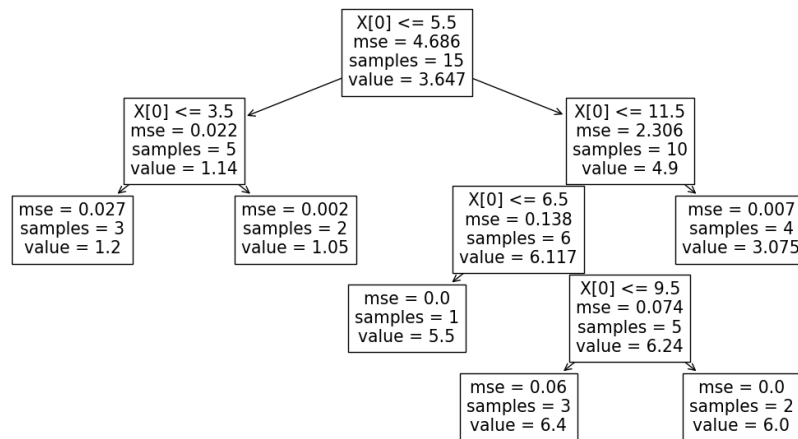 X[0] <= 5.5
mse = 4.686
samples = 15
value = 3.647
X[0] <= 3.5
mse = 0.022
samples = 5
value = 1.14
X[0] <= 11.5
mse = 2.306
samples = 10
value = 4.9
mse = 0.027
samples = 3
value = 1.2
mse = 0.002
samples = 2
value = 1.05
X[0] <= 6.5
mse = 0.138
samples = 6
value = 6.117
mse = 0.007
samples = 4
value = 3.075
mse = 0.0
samples = 1
value = 5.5
X[0] <= 9.5
mse = 0.074
samples = 5
value = 6.24
mse = 0.06
samples = 3
value = 6.4
mse = 0.0
samples = 2
value = 6.0